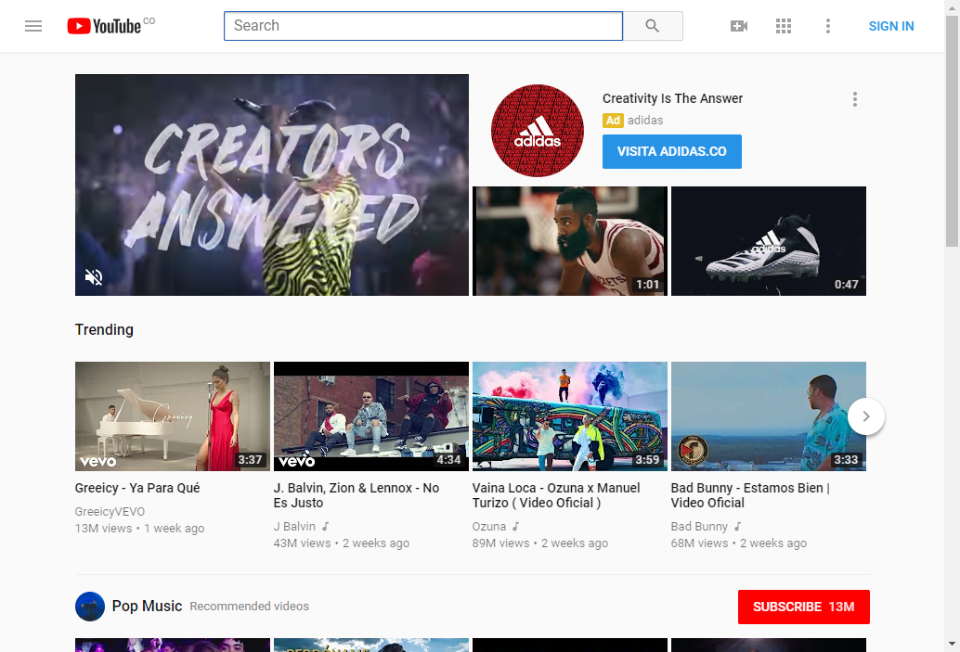 YouTube CO
Search
SIGN IN
CREATORS
ANSWERED
Creativity Is The Answer
Ad adidas
VISITA ADIDAS.CO
adidas
adidas
1:01
0:47
Trending
Greeicy
vevo
3:37
vevo
4:34
3:59
3:33
Greeicy - Ya Para Qué
GreeicyVEVO
13M views • 1 week ago
J. Balvin, Zion & Lennox - No
Es Justo
J Balvin
43M views • 2 weeks ago
Vaina Loca - Ozuna x Manuel
Turizo ( Video Oficial )
Ozuna
89M views • 2 weeks ago
Bad Bunny - Estamos Bien |
Video Oficial
Bad Bunny
68M views • 2 weeks ago
Pop Music Recommended videos
SUBSCRIBE 13M